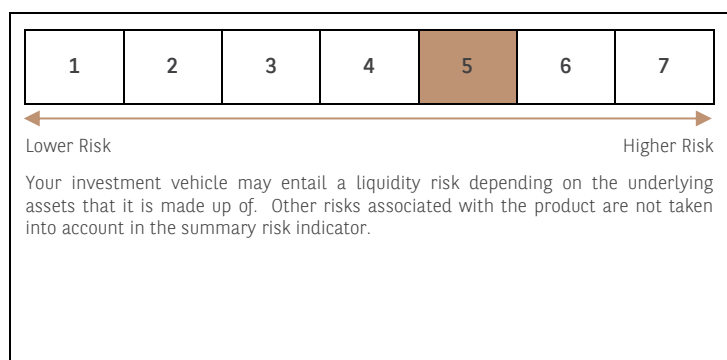 1 2 3 4 5 6 7
Lower Risk Higher Risk
Your investment vehicle may entail a liquidity risk depending on the underlying
assets that it is made up of. Other risks associated with the product are not taken
into account in the summary risk indicator.